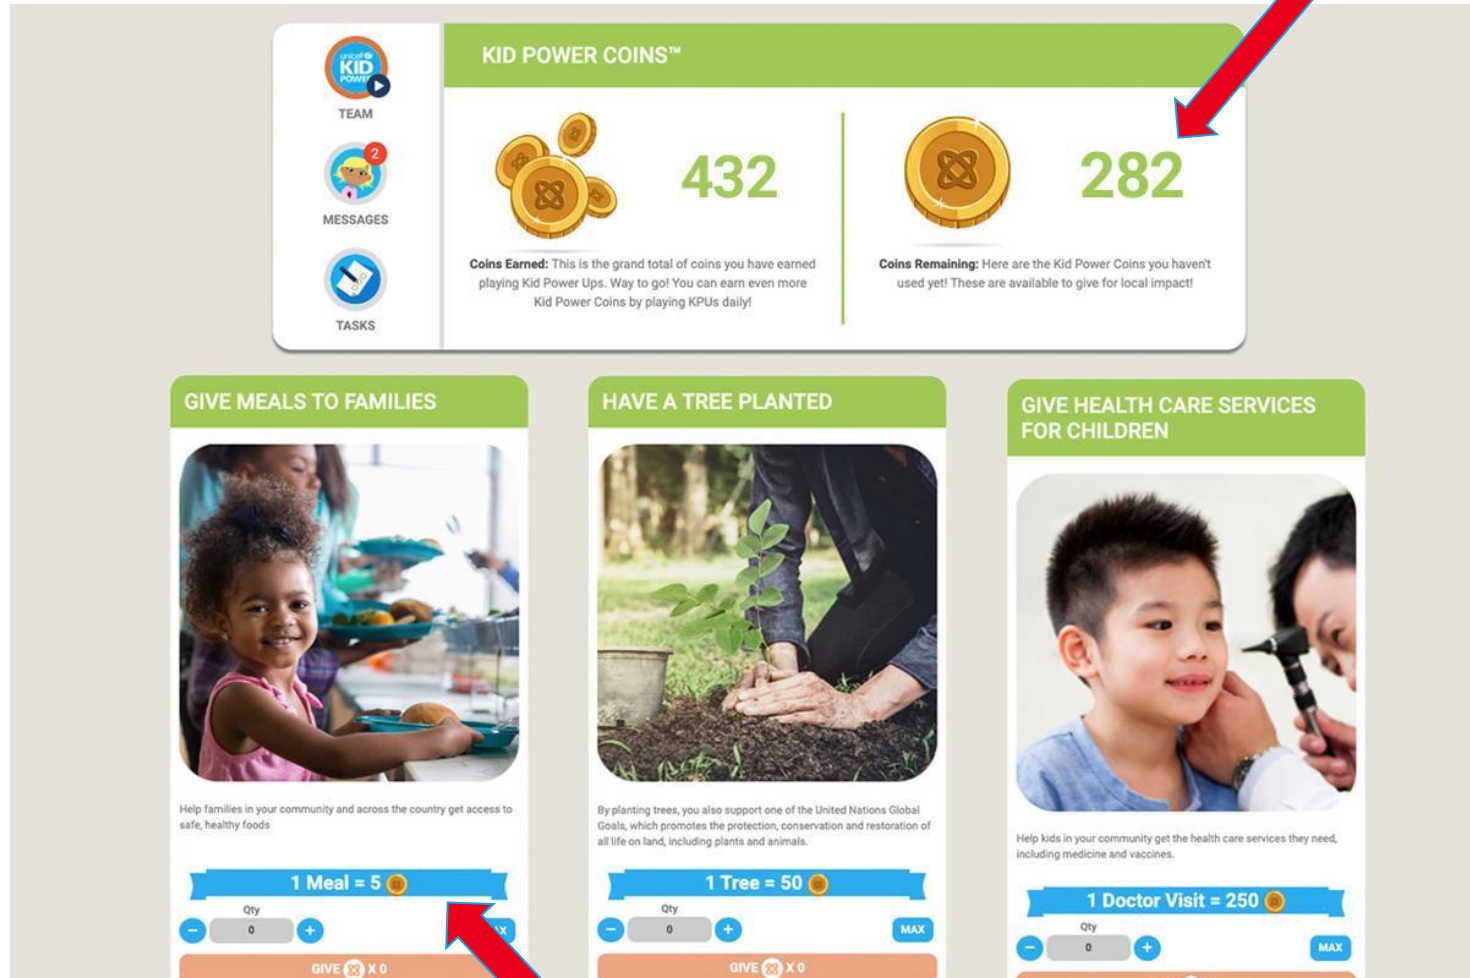 unicef
KID
POWER
TEAM
2
MESSAGES
TASKS
KID POWER COINS™
432
Coins Earned: This is the grand total of coins you have earned
playing Kid Power Ups. Way to go! You can earn even more
Kid Power Coins by playing KPUs daily!
282
Coins Remaining: Here are the Kid Power Coins you haven't
used yet! These are available to give for local impact!
GIVE MEALS TO FAMILIES
Help families in your community and across the country get access to
safe, healthy foods
1 Meal = 5
Qty
0
GIVE X 0
HAVE A TREE PLANTED
By planting trees, you also support one of the United Nations Global
Goals, which promotes the protection, conservation and restoration of
all life on land, including plants and animals.
1 Tree = 50
Qty
0
MAX
GIVE X 0
GIVE HEALTH CARE SERVICES
FOR CHILDREN
Help kids in your community get the health care services they need,
including medicine and vaccines.
1 Doctor Visit = 250
Qty
0
MAX